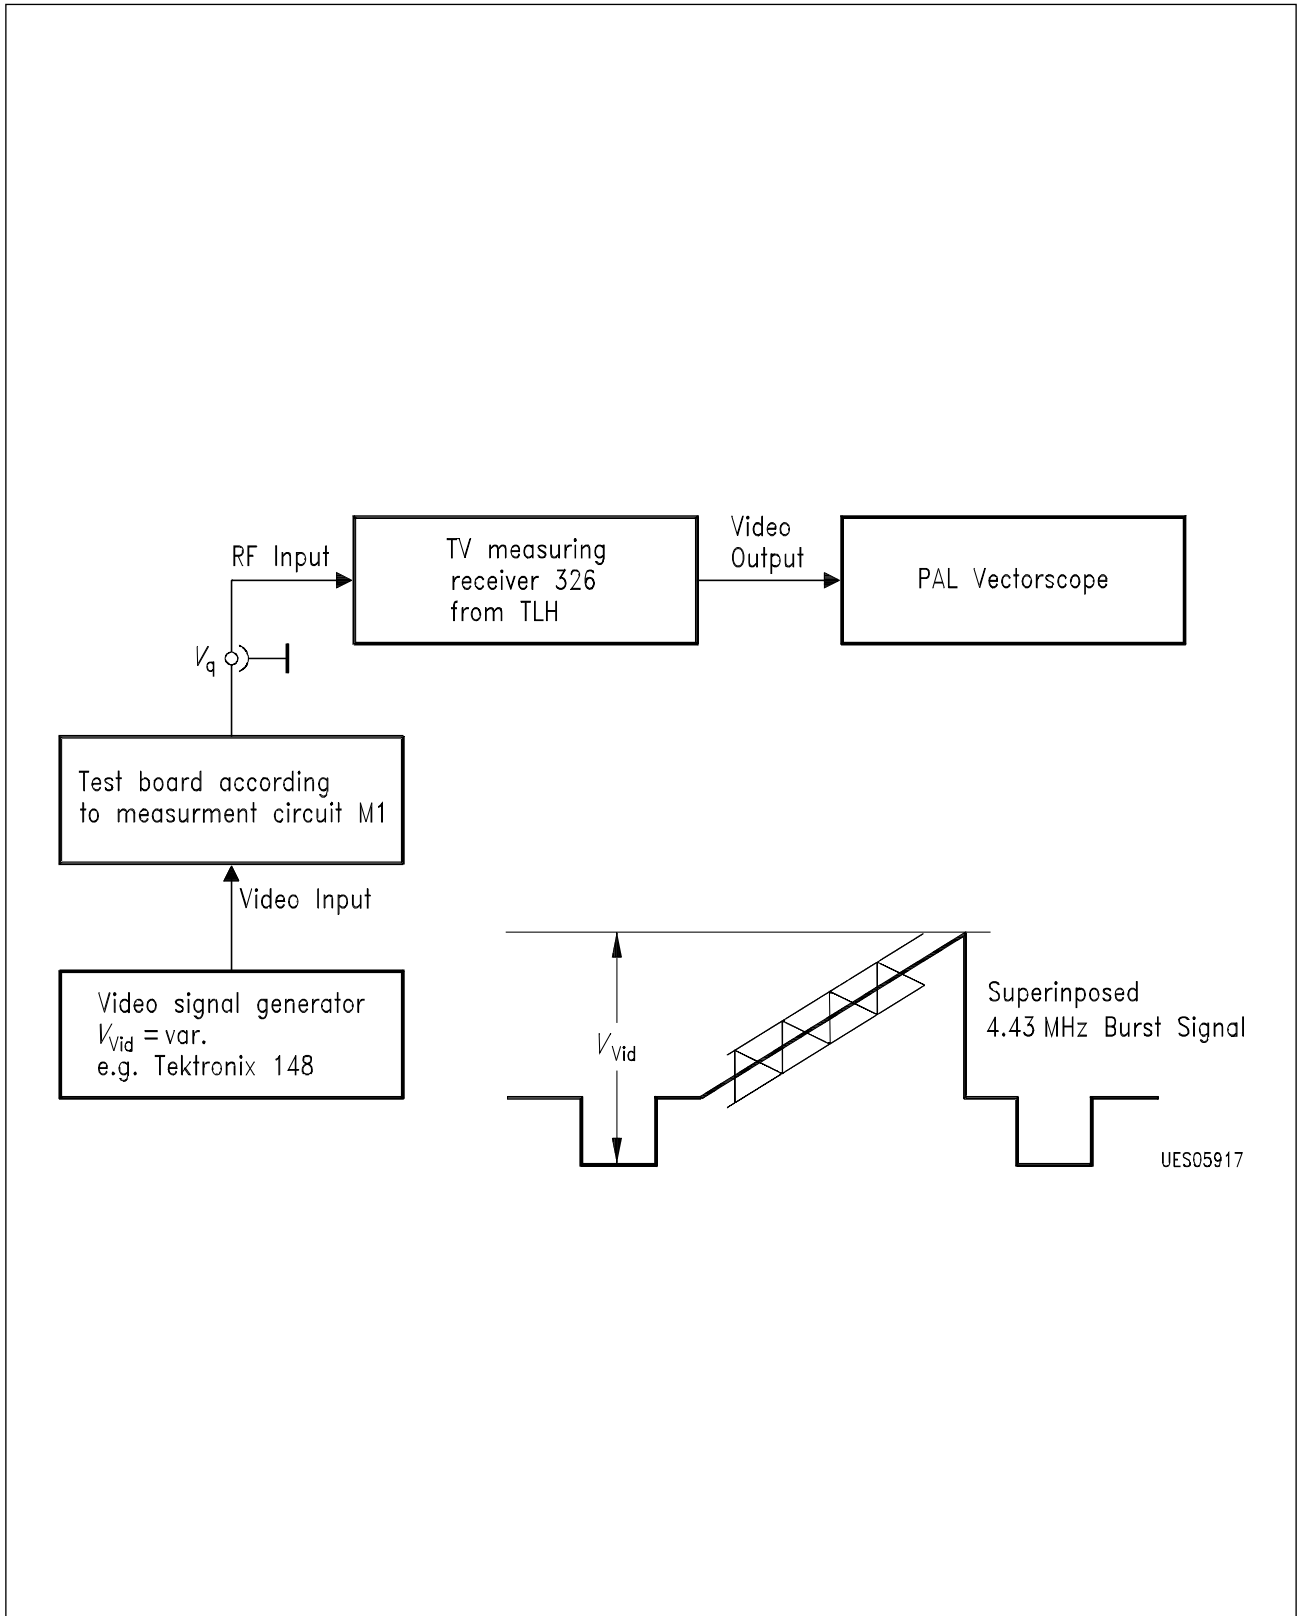 TV measuring
receiver 326
from TLH
Video
Output
PAL Vectorscope
RF Input
Vq
Test board according
to measurment circuit M1
Video Input
Video signal generator
VVid = var.
e.g. Tektronix 148
VVid
Superinposed
4.43 MHz Burst Signal
UES05917